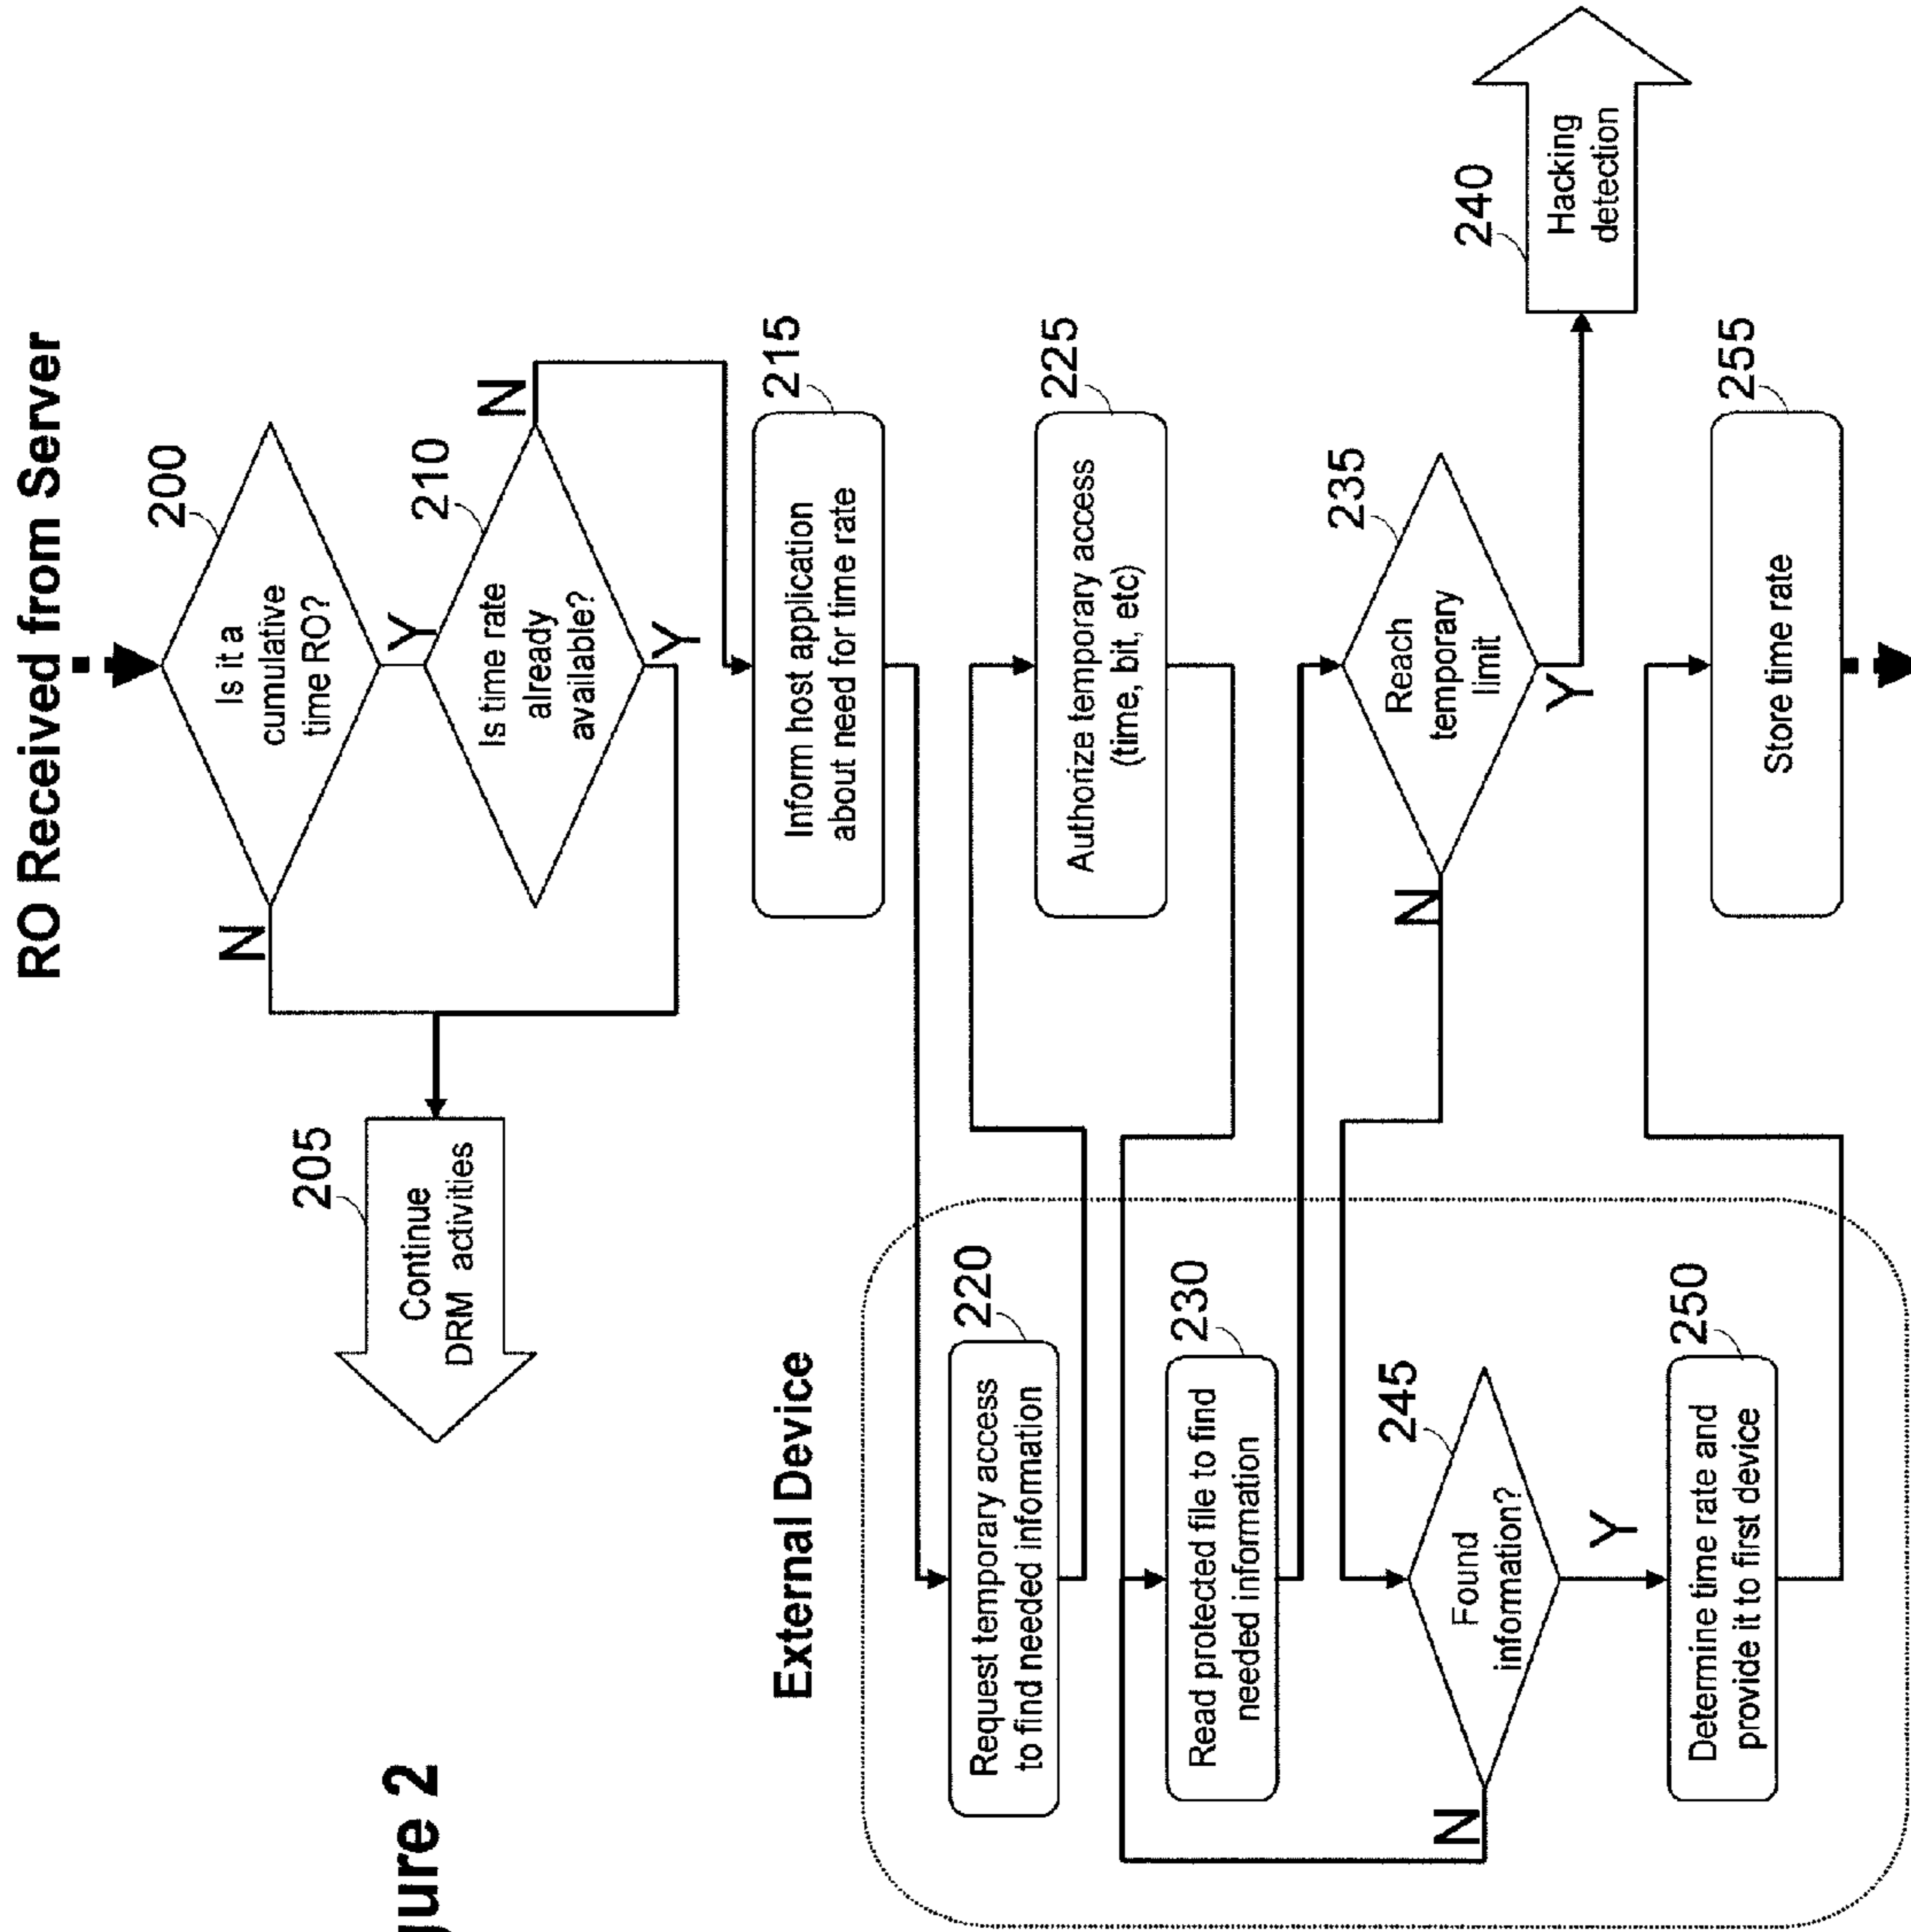 RO Received from Server
200
Is it a
cumulative
time RO?
N
Y
205
Continue
DRM activities
210
Is time rate
already
available?
N
Y
215
Inform host application
about need for time rate
External Device
220
Request temporary access
to find needed infomation
225
Authorize temporary access
(time, bit, etc)
230
Read protected file to find
needed information
235
Reach
temporary
limit
N
Y
240
Hacking
detection
245
Found
information?
N
Y
250
Determine time rate and
provide it to first device
255
Store time rate
gure 2